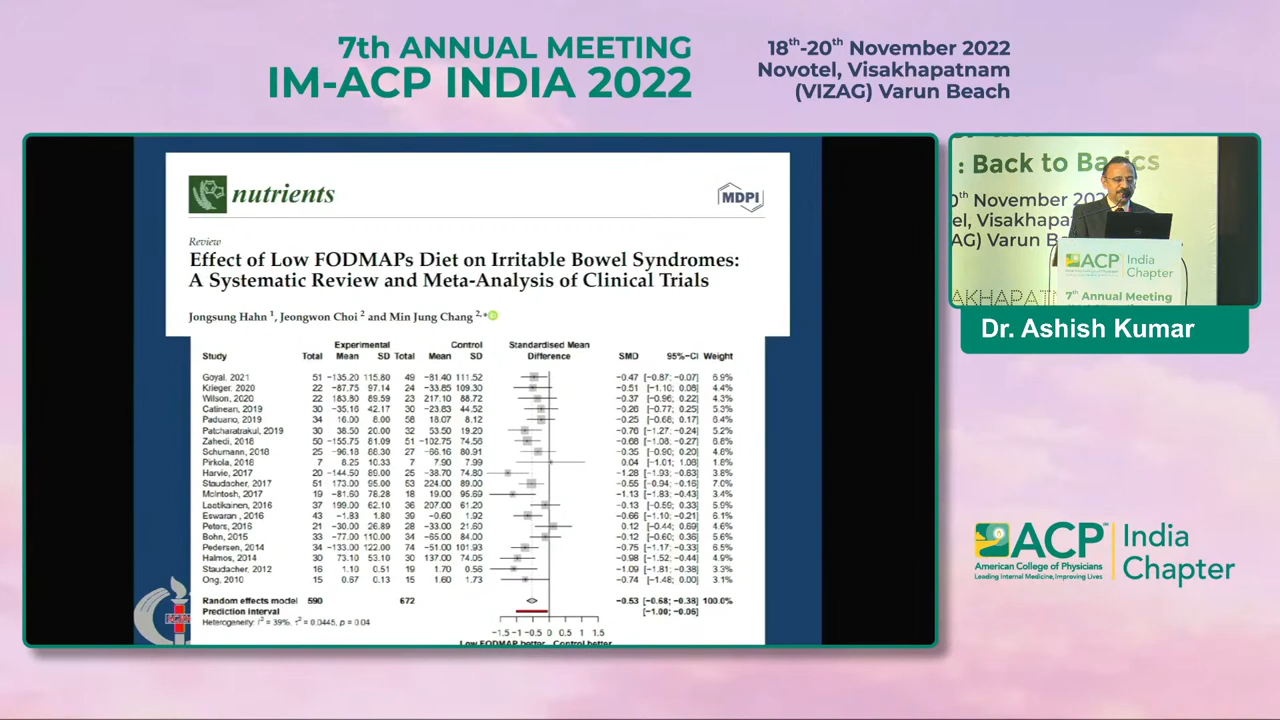 7th ANNUAL MEETING
IM-ACP INDIA 2022
18th-20th November 2022
Novotel, Visakhapatnam
(VIZAG) Varun Beach
nutrients
MDPI
Review
Effect of Low FODMAPs Diet on Irritable Bowel Syndromes:
A Systematic Review and Meta-Analysis of Clinical Trials
Jongsung Hahn 1, Jeongwon Choi 2 and Min Jung Chang 2,*
Experimental Control Standardised Mean
Study Total Mean SD Total Mean SD Difference SMD 95%-CI Weight
Goyal, 2021 51 −135.20 115.80 49 −81.40 111.52 −0.47 [−0.87; −0.07] 6.9%
Krieger, 2020 22 −87.75 97.14 24 −33.85 109.30 −0.51 [−1.10; 0.08] 4.4%
Wilson, 2020 22 183.80 89.59 23 217.10 88.72 −0.37 [−0.96; 0.22] 4.3%
Catinean, 2019 30 −35.16 42.17 30 −23.83 44.52 −0.26 [−0.77; 0.25] 5.3%
Paduano, 2019 34 16.00 8.00 58 18.07 8.12 −0.25 [−0.68; 0.17] 6.4%
Patcharatrakul, 2019 30 38.50 20.00 32 53.50 19.20 −0.76 [−1.27; −0.24] 5.2%
Zahedi, 2018 50 −155.75 81.09 51 −102.75 74.56 −0.68 [−1.08; −0.27] 6.8%
Schumann, 2018 25 −96.18 88.30 27 −66.16 80.91 −0.35 [−0.90; 0.20] 4.8%
Pirkola, 2018 7 8.25 10.33 7 7.90 7.99 0.04 [−1.01; 1.08] 1.8%
Harvie, 2017 20 −144.50 89.00 25 −38.70 74.80 −1.28 [−1.93; −0.63] 3.8%
Staudacher, 2017 51 173.00 95.00 53 224.00 89.00 −0.55 [−0.94; −0.16] 7.0%
McIntosh, 2017 19 −81.60 78.28 18 19.00 95.69 −1.13 [−1.83; −0.43] 3.4%
Laatikainen, 2016 37 199.00 62.10 36 207.00 61.20 −0.13 [−0.59; 0.33]
Eswaran, 2016 43 −1.83 1.80 39 −0.60 1.92 −0.66 [−1.10; −0.21] 6.1%
Peters, 2016 21 −30.00 26.89 28 −33.00 21.60 0.12 [−0.44; 0.69] 4.6%
Bohn, 2015 33 −77.00 110.00 34 −65.00 84.00 −0.12 [−0.60; 0.36]
Pedersen, 2014 34 −133.00 122.00 74 −51.00 101.93 −0.75 [−1.17; −0.33]
Halmos, 2014 30 73.10 53.10 30 137.00 74.05 −0.98 [−1.52; −0.44]
Staudacher, 2012 16 1.10 0.51 19 1.70 0.56 −1.09 [−1.81; −0.38]
Ong, 2010 15 0.67 0.13 15 1.60 1.73 −0.74 [−1.48; 0.00] 3.1%
Random effects model 590 672 −0.53 [−0.68; −0.38] 100.0%
Prediction interval [−1.00; −0.06]
Heterogeneity: I² = 39%, τ² = 0.0445, p = 0.04
−1.5 −1 −0.5 0 0.5 1 1.5
Low FODMAP better Control better
: Back to Basics
November 202
el, Visakhapat
AG) Varun B
ACP India Chapter
7th Annual Meeting
Dr. Ashish Kumar
ACP™ India Chapter
American College of Physicians
Leading Internal Medicine, Improving Lives